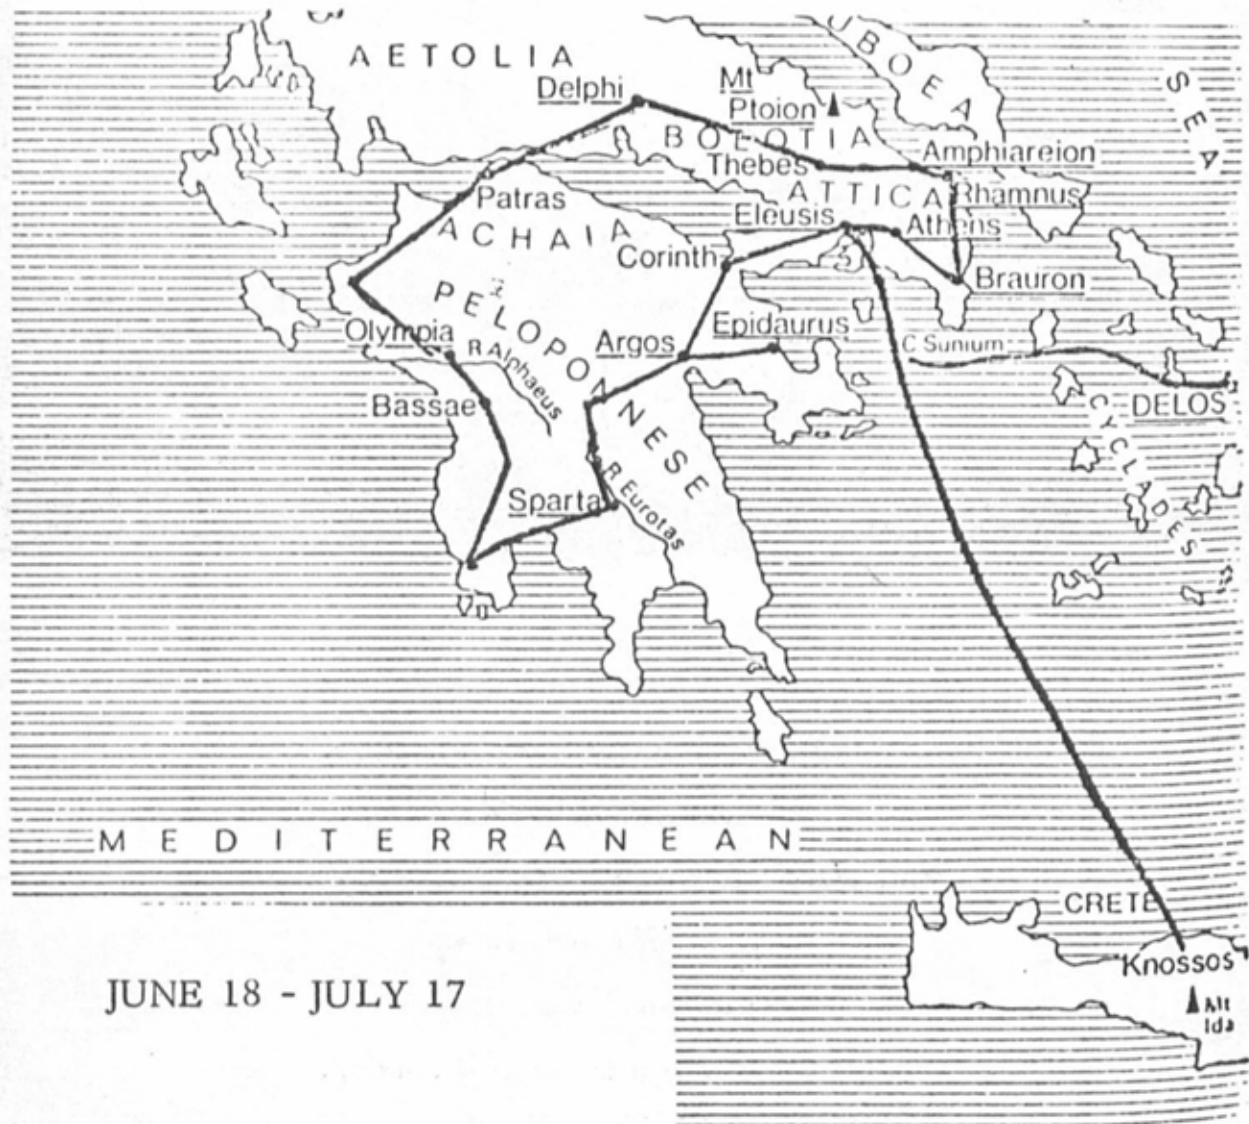 AETOLIA
Delphi
Mt
Ptoion
UBOEA
SEA
BOEOTIA
Thebes
Amphiareion
ATTICA
Rhamnus
Patras
Eleusis
Athens
ACHAIA
Corinth
Brauron
PELOPONNESE
Olympia
R Alphaeus
Argos
Epidaurus
C Sunium
Bassae
DELOS
CYCLADES
Sparta
R Eurotas
MEDITERRANEAN
CRETE
Knossos
Ida
JUNE 18 - JULY 17